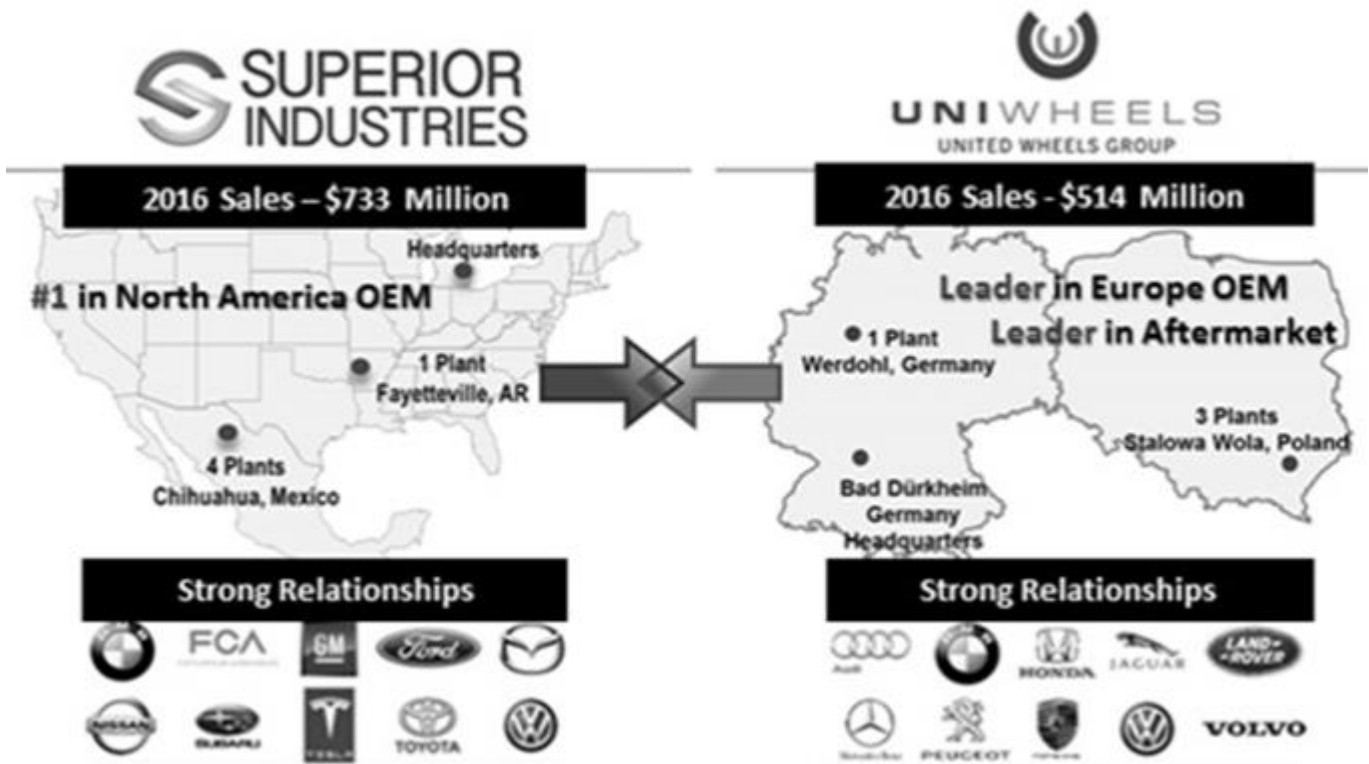 SUPERIOR
INDUSTRIES
2016 Sales – $733 Million
Headquarters
#1 in North America OEM
1 Plant
Fayetteville, AR
4 Plants
Chihuahua, Mexico
Strong Relationships
FCA
GM
Ford
NISSAN
SUBARU
TESLA
TOYOTA
UNIWHEELS
UNITED WHEELS GROUP
2016 Sales - $514 Million
Leader in Europe OEM
Leader in Aftermarket
1 Plant
Werdohl, Germany
3 Plants
Stalowa Wola, Poland
Bad Dürkheim
Germany
Headquarters
Strong Relationships
Audi
HONDA
JAGUAR
LAND-
-ROVER
Mercedes-Benz
PEUGEOT
VOLVO